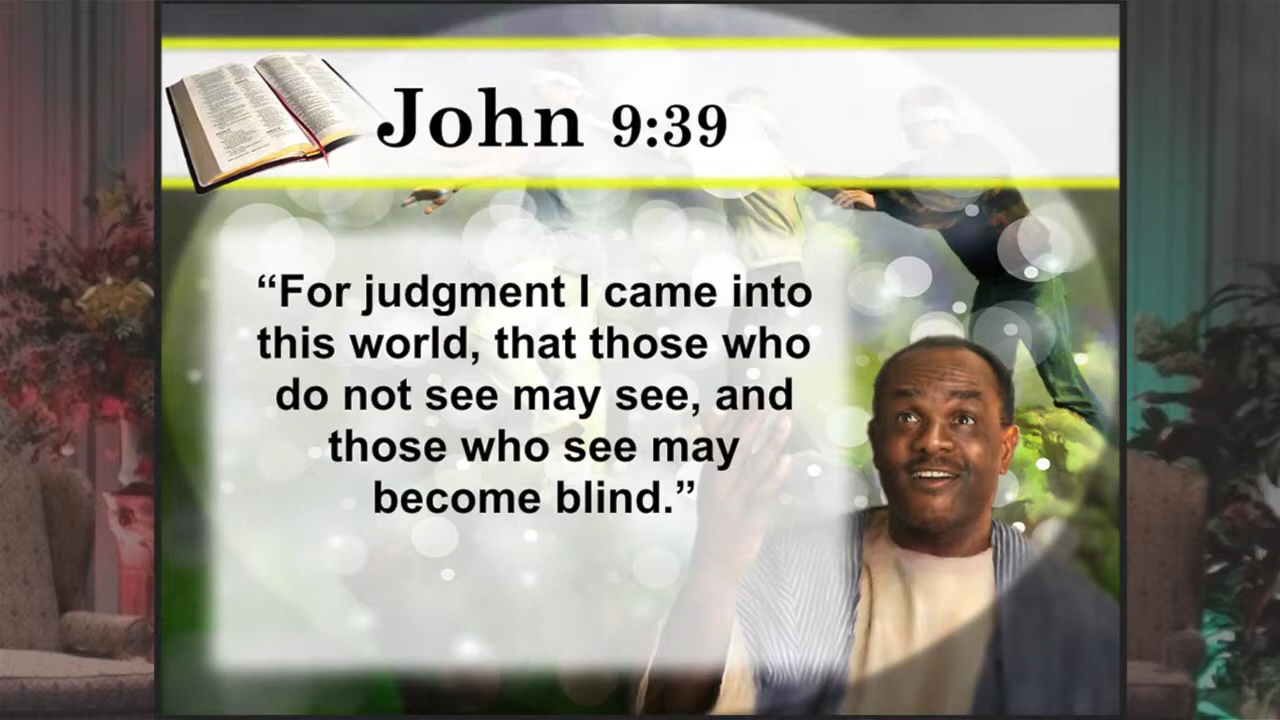 John 9:39
“For judgment I came into
this world, that those who
do not see may see, and
those who see may
become blind.”